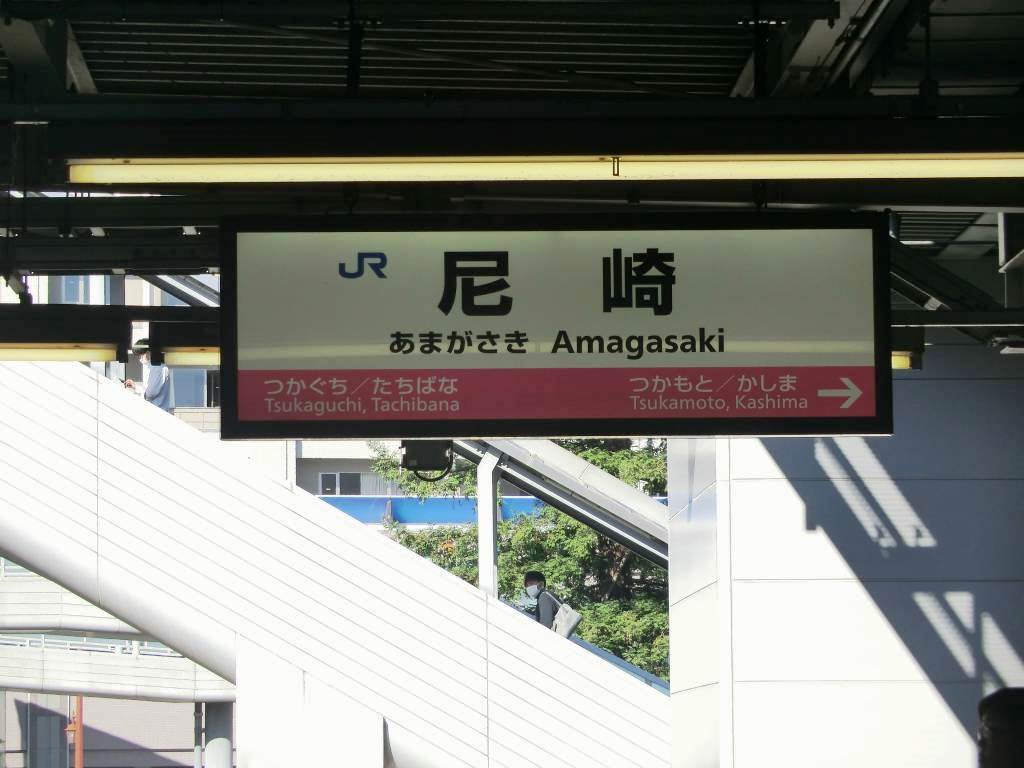 JR 尼崎
あまがさき Amagasaki
つかぐち／たちばな
Tsukaguchi, Tachibana
つかもと／かしま
Tsukamoto, Kashima
→